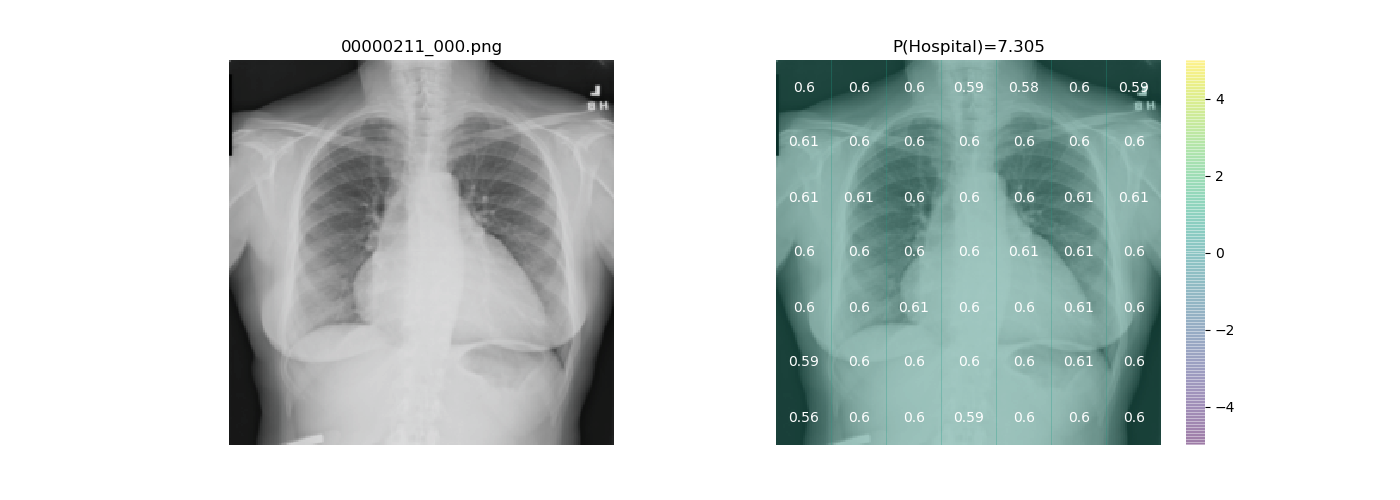 00000211_000.png
P(Hospital)=7.305
0.6 0.6 0.6 0.59 0.58 0.6 0.59
0.61 0.6 0.6 0.6 0.6 0.6 0.6
0.61 0.61 0.6 0.6 0.6 0.61 0.61
0.6 0.6 0.6 0.6 0.61 0.61 0.6
0.6 0.6 0.61 0.6 0.6 0.61 0.6
0.59 0.6 0.6 0.6 0.6 0.61 0.6
0.56 0.6 0.6 0.59 0.6 0.6 0.6
4
2
0
−2
−4